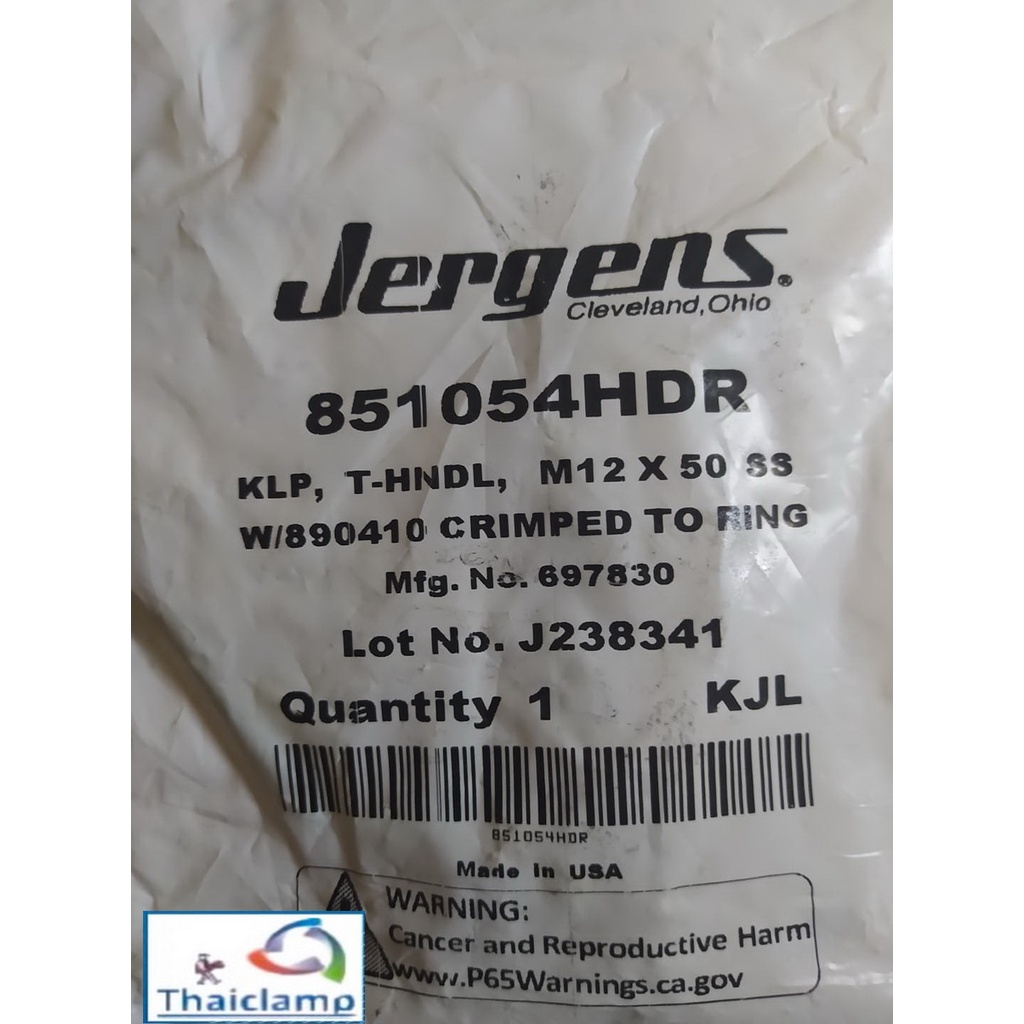 Jergens®
Cleveland, Ohio
851054HDR
KLP, T-HNDL, M12 X 50 SS
W/890410 CRIMPED TO RING
Mfg. No. 697830
Lot No. J238341
Quantity 1 KJL
851054HDR
Made In USA
WARNING:
Cancer and Reproductive Harm
www.P65Warnings.ca.gov
Thaiclamp